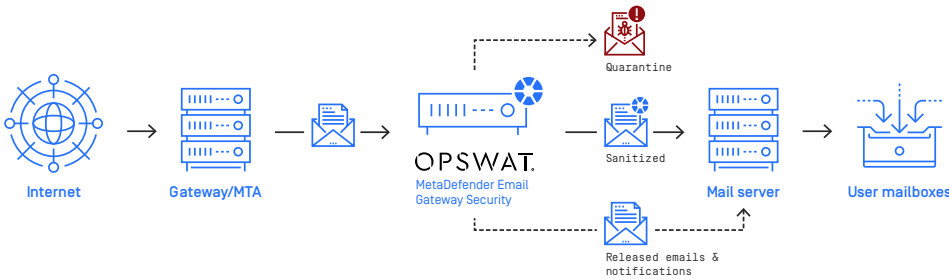 Quarantine
OPSWAT.
Sanitized
Internet
Gateway/MTA
MetaDefender Email
Gateway Security
Mail server
User mailboxes
Released emails &
notifications